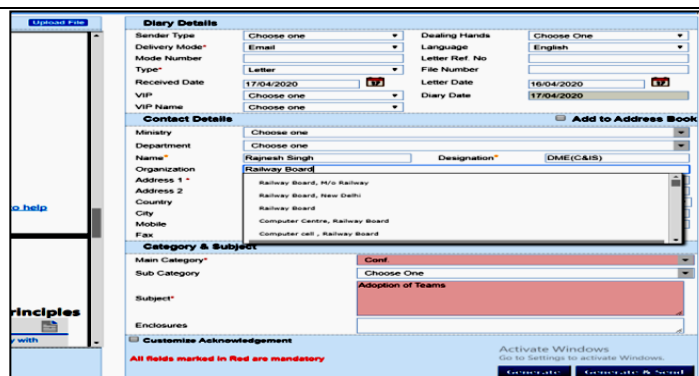 Upload File
Diary Details
Sender Type Choose one Dealing Hands Choose One
Delivery Mode* Email Language English
Mode Number Letter Ref. No
Type* Letter File Number
Received Date 17/04/2020 Letter Date 16/04/2020
VIP Choose one Diary Date 17/04/2020
VIP Name Choose one
Contact Details Add to Address Book
Ministry Choose one
Department Choose one
Name* Rajnesh Singh Designation* DME(C&IS)
Organization Railway Board
Address 1 * Railway Board, M/o Railway
Address 2 Railway Board, New Delhi
Country Railway Board
City Computer Centre, Railway Board
Mobile Computer cell , Railway Board
Fax
o help
Category & Subject
Main Category* Conf.
Sub Category Choose One
Subject* Adoption of Teams
Enclosures
rinciples
y with
Customize Acknowledgement
All fields marked in Red are mandatory
Activate Windows
Go to Settings to activate Windows.
Generate Generate & Send